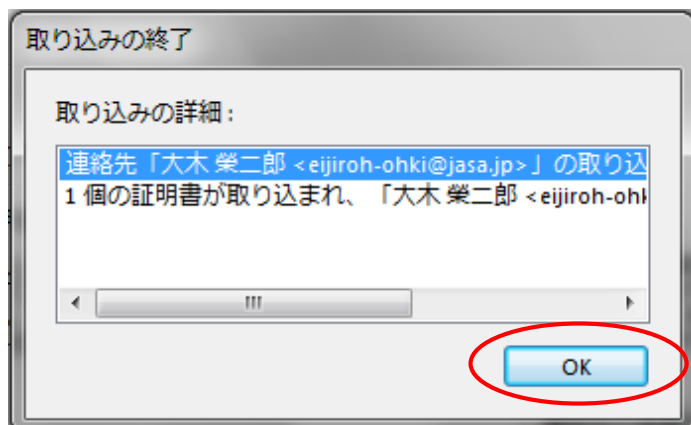 取り込みの終了
取り込みの詳細:
連絡先「大木 榮二郎 <eijiroh-ohki@jasa.jp>」の取り込
1 個の証明書が取り込まれ、「大木 榮二郎 <eijiroh-oh
OK